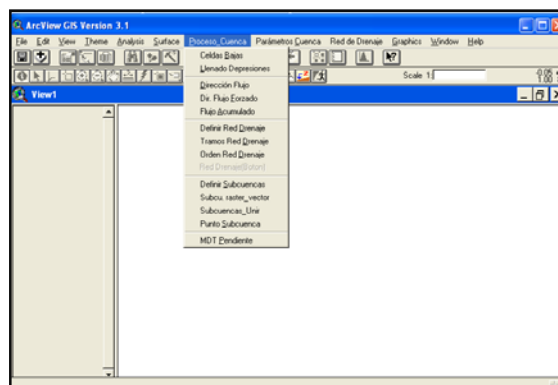 ArcView GIS Version 3.1
File Edit View Theme Analysis Surface Proceso_Cuenca Parámetros Cuenca Red de Drenaje Graphics Window Help
Scale 1:
View1
Celdas Bajas
Llenado Depresiones
Dirección Flujo
Dir. Flujo Forzado
Flujo Acumulado
Definir Red Drenaje
Tramos Red Drenaje
Orden Red Drenaje
Red Drenaje(Boton)
Definir Subcuencas
Subcu. raster_vector
Subcuencas_Unir
Punto Subcuenca
MDT Pendiente